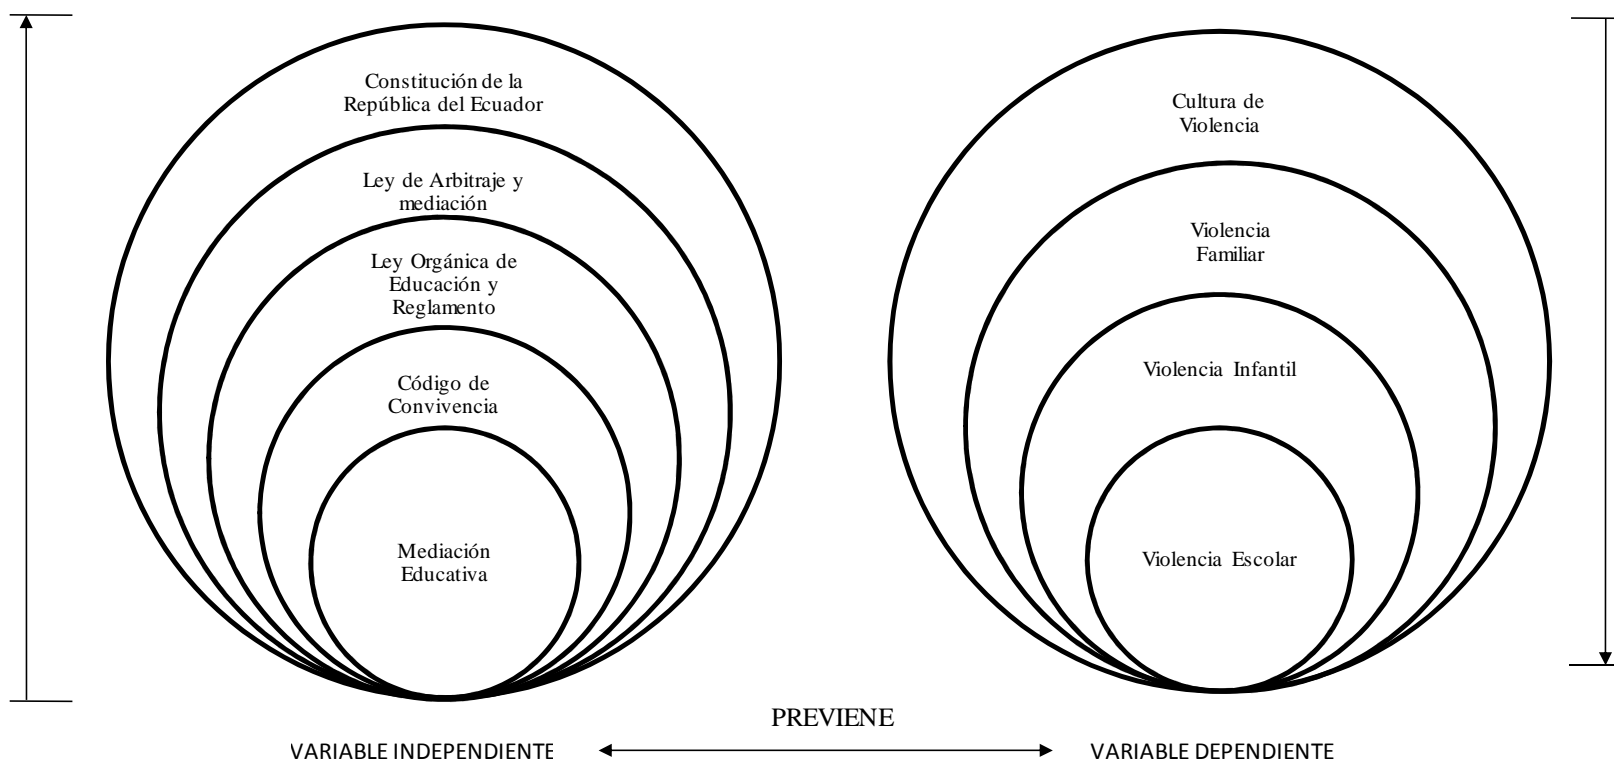 Constitución de la
República del Ecuador
Ley de Arbitraje y
mediación
Ley Orgánica de
Educación y
Reglamento
Código de
Convivencia
Mediación
Educativa
Cultura de
Violencia
Violencia
Familiar
Violencia Infantil
Violencia Escolar
PREVIENE
VARIABLE INDEPENDIENTE
VARIABLE DEPENDIENTE